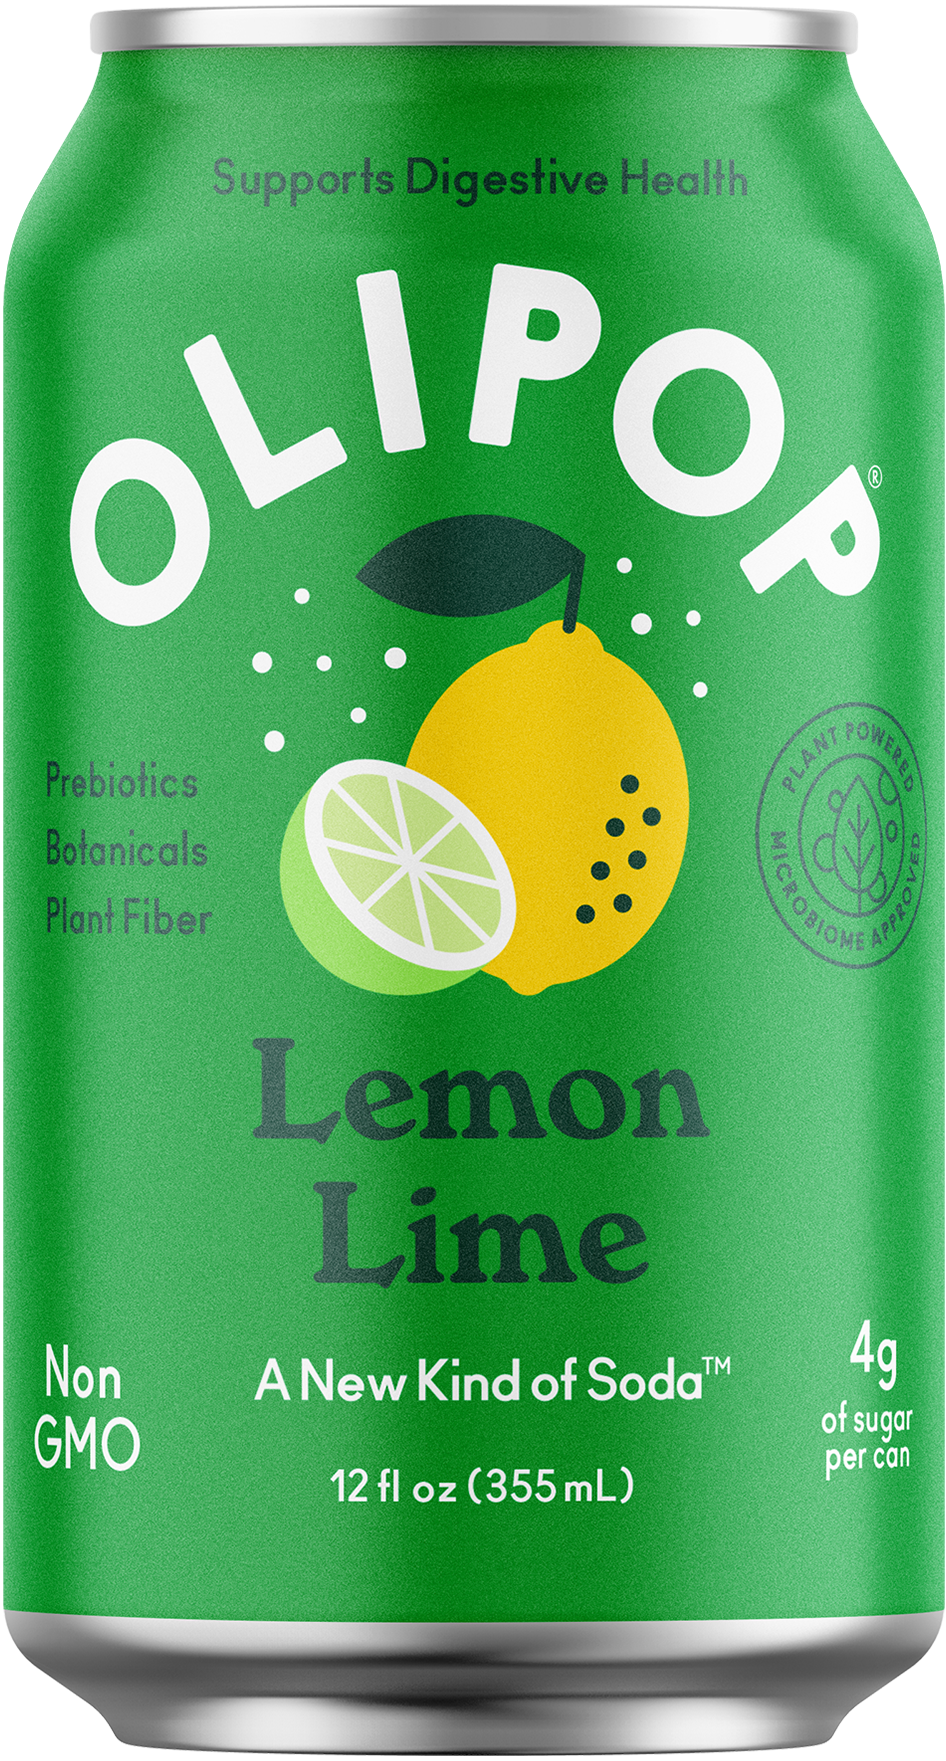 Supports Digestive Health
OLIPOP®
Prebiotics
Botanicals
Plant Fiber
PLANT POWERED
MICROBIOME APPROVED
Lemon
Lime
Non
GMO
A New Kind of Soda™
4g
of sugar
per can
12 fl oz (355 mL)